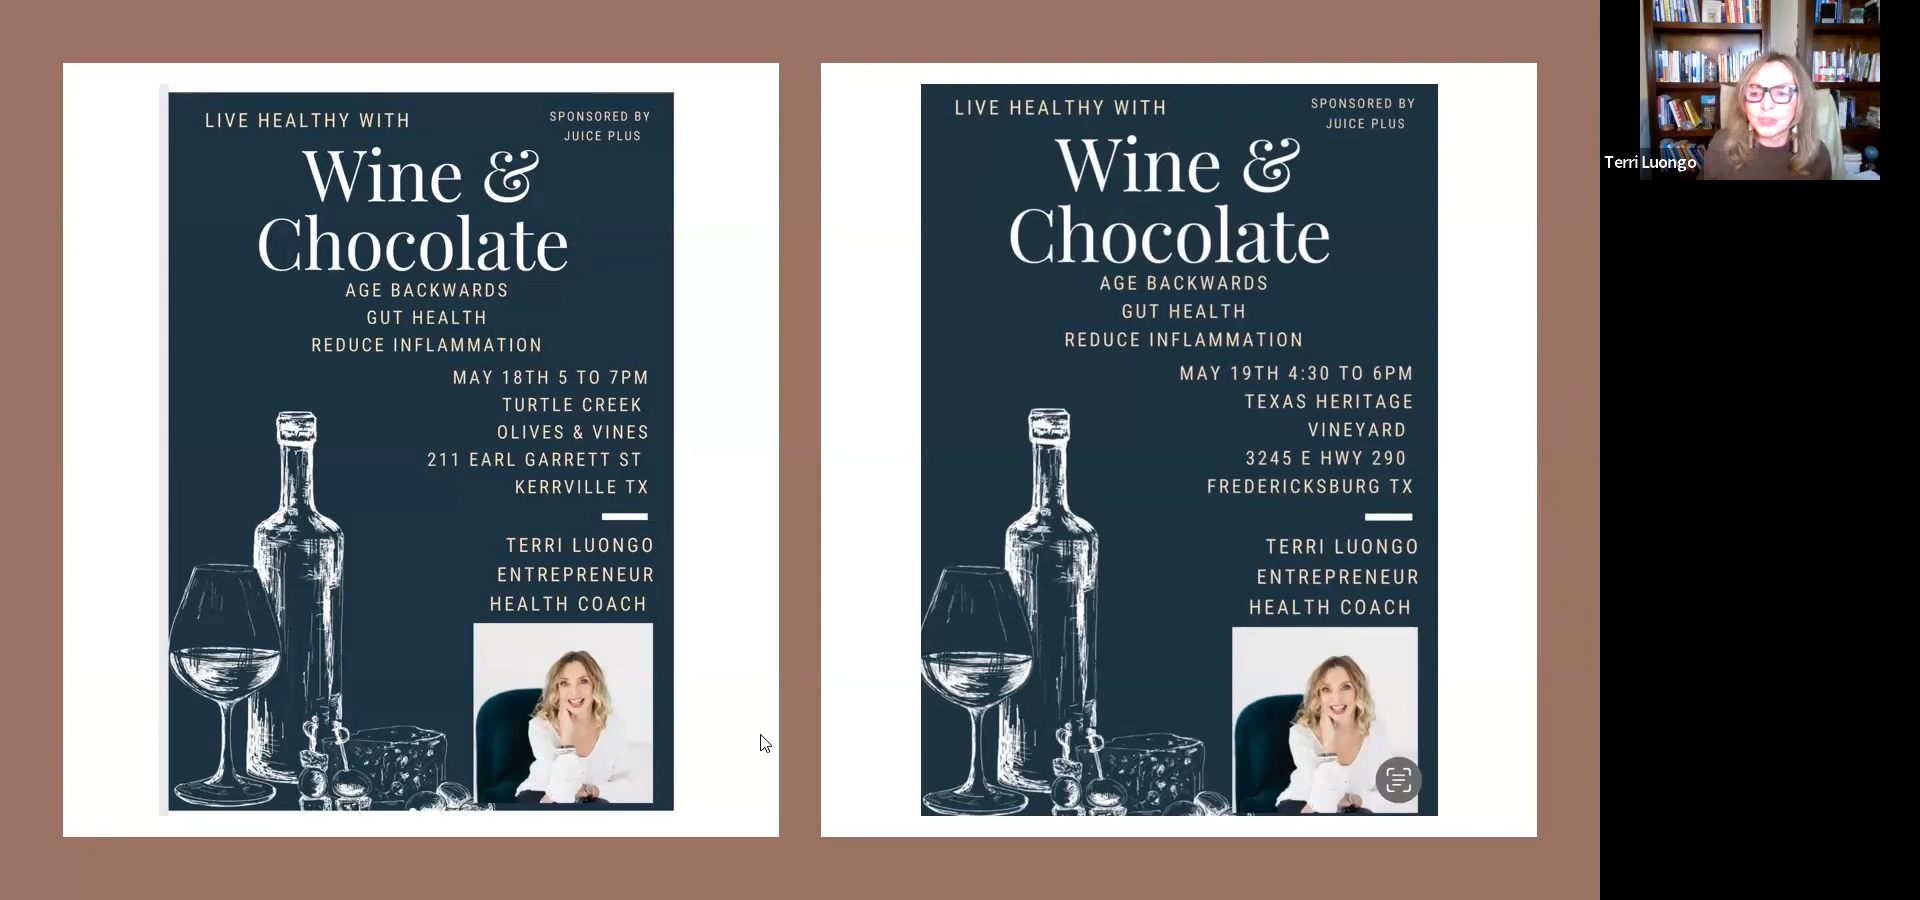 LIVE HEALTHY WITH
SPONSORED BY
JUICE PLUS
Wine &
Chocolate
AGE BACKWARDS
GUT HEALTH
REDUCE INFLAMMATION
MAY 18TH 5 TO 7PM
TURTLE CREEK
OLIVES & VINES
211 EARL GARRETT ST
KERRVILLE TX
TERRI LUONGO
ENTREPRENEUR
HEALTH COACH
LIVE HEALTHY WITH
SPONSORED BY
JUICE PLUS
Wine &
Chocolate
AGE BACKWARDS
GUT HEALTH
REDUCE INFLAMMATION
MAY 19TH 4:30 TO 6PM
TEXAS HERITAGE
VINEYARD
3245 E HWY 290
FREDERICKSBURG TX
TERRI LUONGO
ENTREPRENEUR
HEALTH COACH
Terri Luongo